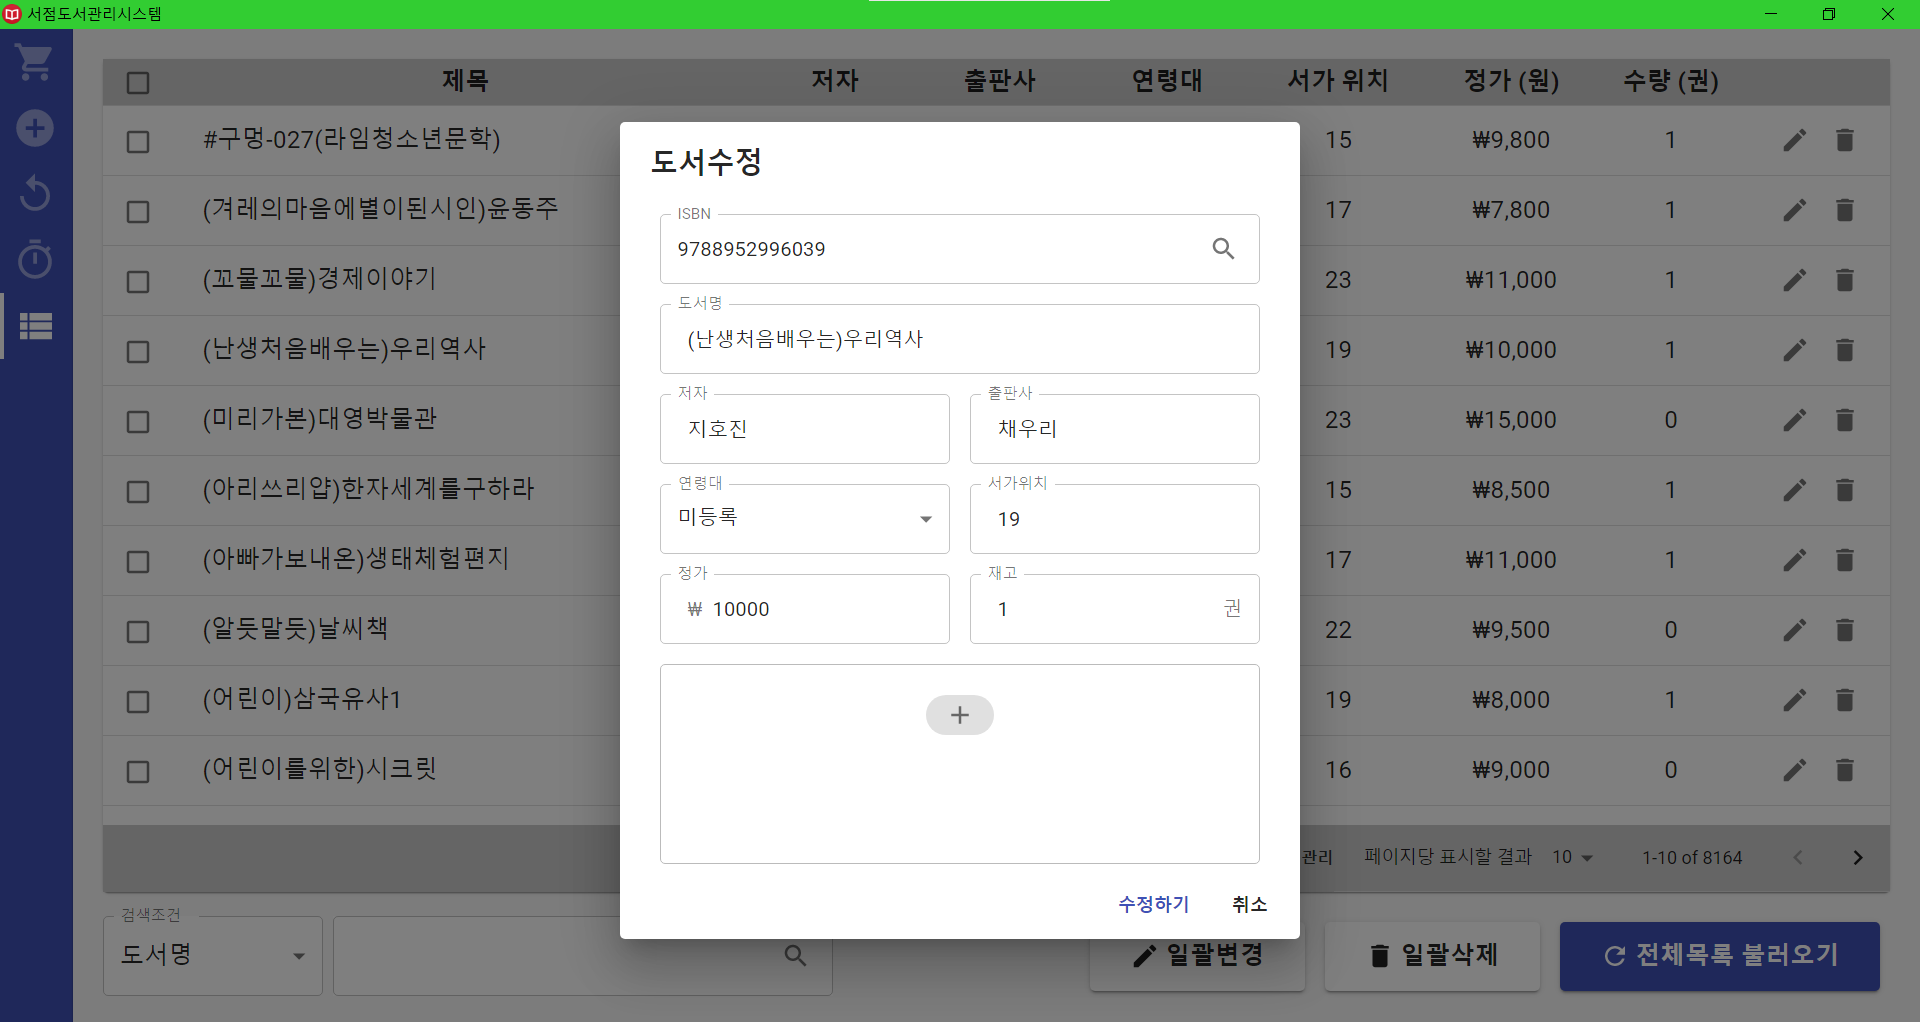 서점도서관리시스템
제목 저자 출판사 연령대 서가 위치 정가 (원) 수량 (권)
#구멍-027(라임청소년문학) 15 ₩9,800 1
(겨레의마음에별이된시인)윤동주 17 ₩7,800 1
(꼬물꼬물)경제이야기 23 ₩11,000 1
(난생처음배우는)우리역사 19 ₩10,000 1
(미리가본)대영박물관 23 ₩15,000 0
(아리쓰리얍)한자세계를구하라 15 ₩8,500 1
(아빠가보내온)생태체험편지 17 ₩11,000 1
(알듯말듯)날씨책 22 ₩9,500 0
(어린이)삼국유사1 19 ₩8,000 1
(어린이를위한)시크릿 16 ₩9,000 0
관리 페이지당 표시할 결과 10 1-10 of 8164
검색조건
도서명
일괄변경 일괄삭제 전체목록 불러오기
도서수정
ISBN
9788952996039
도서명
(난생처음배우는)우리역사
저자 출판사
지호진 채우리
연령대 서가위치
미등록 19
정가 재고
₩ 10000 1 권
수정하기 취소